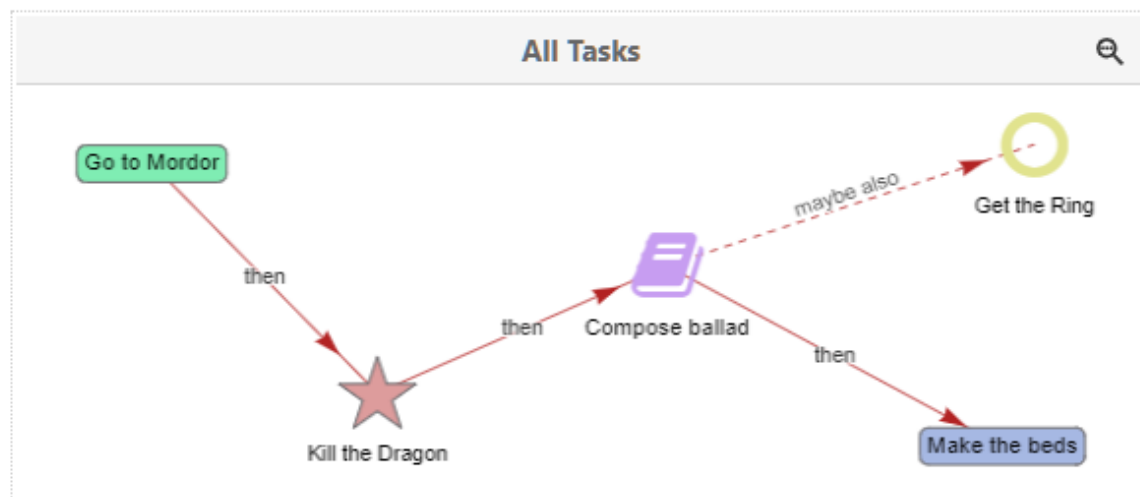 All Tasks
Go to Mordor
maybe also
Get the Ring
then
then
Compose ballad
then
Kill the Dragon
Make the beds